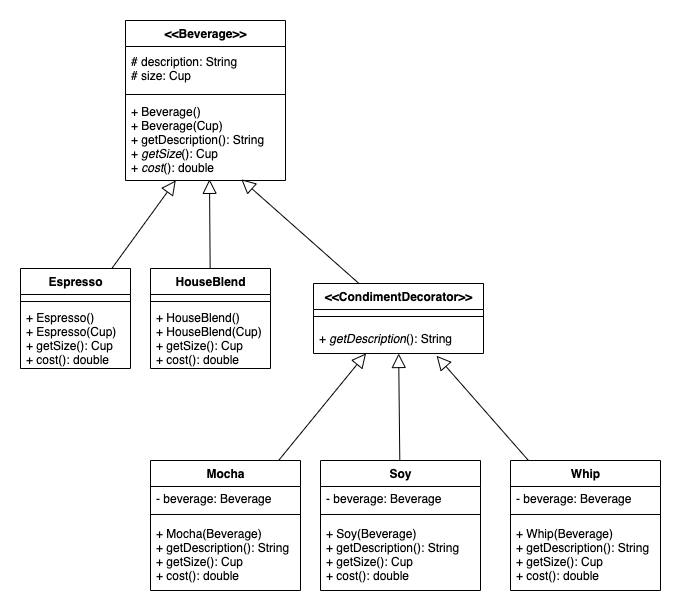 <<Beverage>>
# description: String
# size: Cup
+ Beverage()
+ Beverage(Cup)
+ getDescription(): String
+ getSize(): Cup
+ cost(): double
Espresso
+ Espresso()
+ Espresso(Cup)
+ getSize(): Cup
+ cost(): double
HouseBlend
+ HouseBlend()
+ HouseBlend(Cup)
+ getSize(): Cup
+ cost(): double
<<CondimentDecorator>>
+ getDescription(): String
Mocha
- beverage: Beverage
+ Mocha(Beverage)
+ getDescription(): String
+ getSize(): Cup
+ cost(): double
Soy
- beverage: Beverage
+ Soy(Beverage)
+ getDescription(): String
+ getSize(): Cup
+ cost(): double
Whip
- beverage: Beverage
+ Whip(Beverage)
+ getDescription(): String
+ getSize(): Cup
+ cost(): double